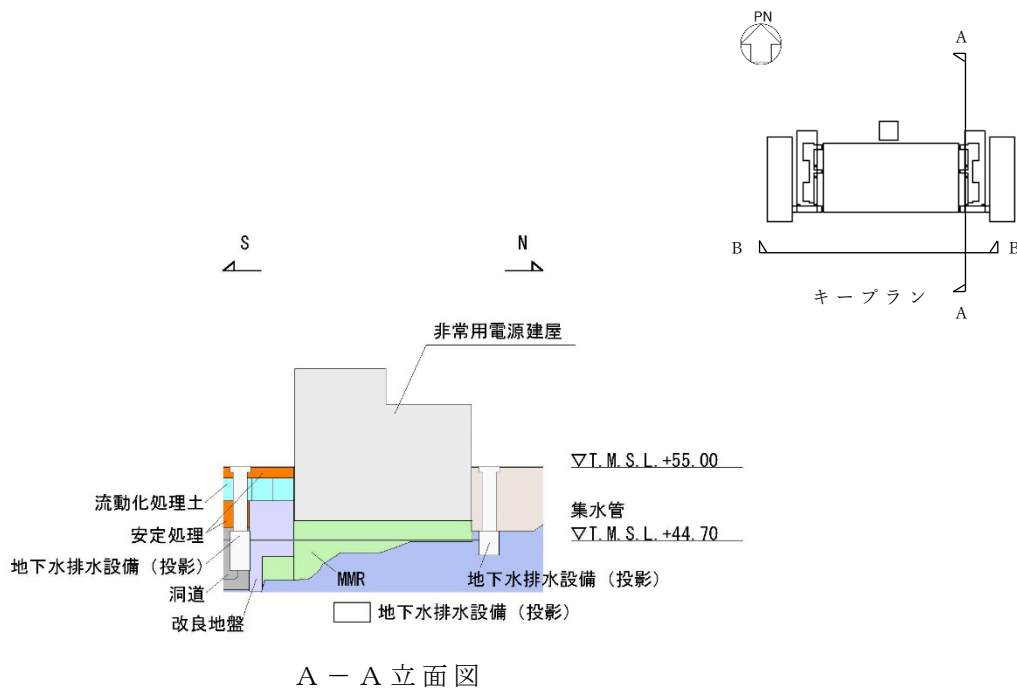 PN
A
B
B
キープラン
A
S
N
非常用電源建屋
▽T.M.S.L.+55.00
流動化処理土
集水管
安定処理
▽T.M.S.L.+44.70
地下水排水設備（投影）
地下水排水設備（投影）
MMR
洞道
地下水排水設備（投影）
改良地盤
A－A立面図